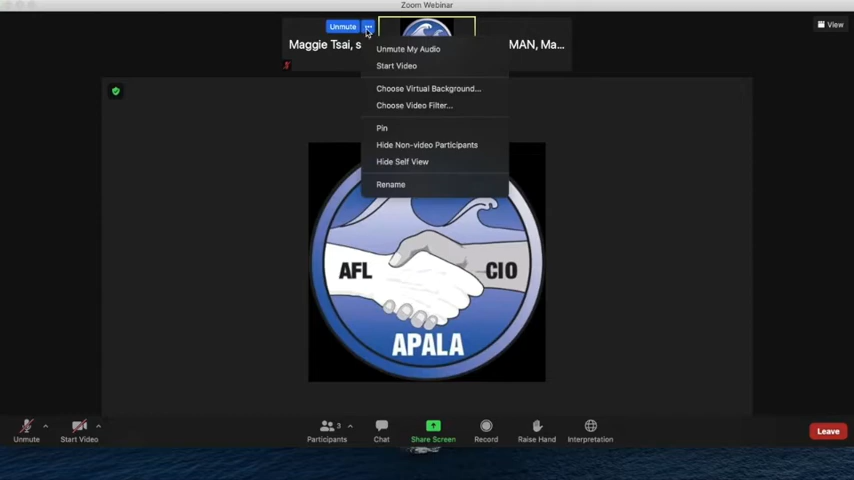 Zoom Webinar
Unmute
View
Maggie Tsai, s
MAN, Ma...
Unmute My Audio
Start Video
Choose Virtual Background...
Choose Video Filter...
Pin
Hide Non-video Participants
Hide Self View
Rename
AFL CIO
APALA
3
Unmute
Start Video
Participants
Chat
Share Screen
Record
Raise Hand
Interpretation
Leave